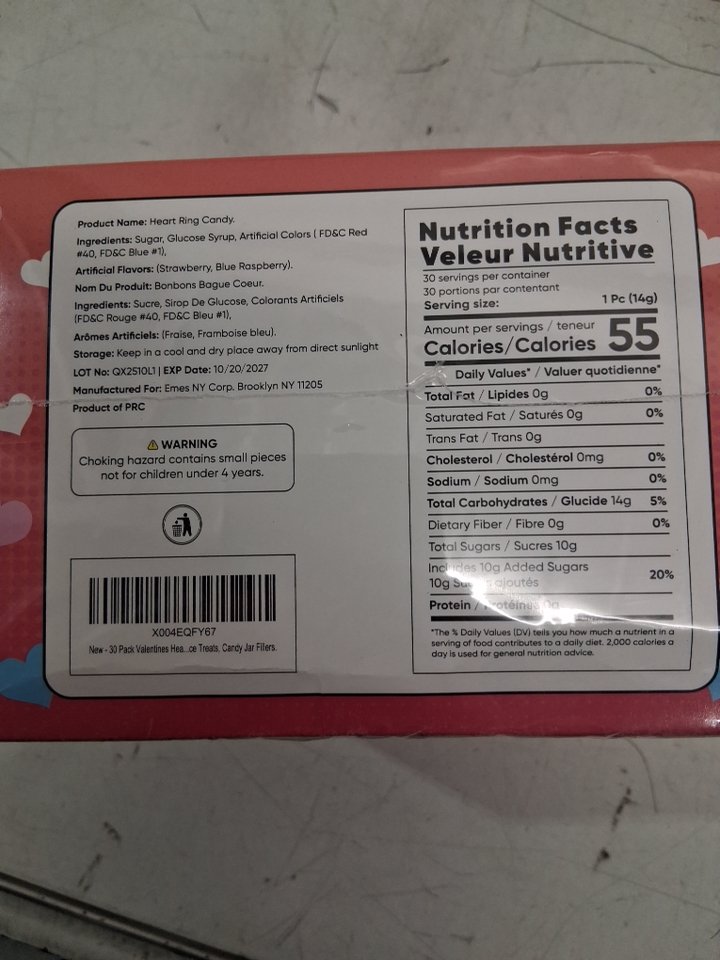 Product Name: Heart Ring Candy.
Ingredients: Sugar, Glucose Syrup, Artificial Colors ( FD&C Red
#40, FD&C Blue #1),
Artificial Flavors: (Strawberry, Blue Raspberry).
Nom Du Produit: Bonbons Bague Coeur.
Ingredients: Sucre, Sirop De Glucose, Colorants Artificiels
(FD&C Rouge #40, FD&C Bleu #1),
Arômes Artificiels: (Fraise, Framboise bleu).
Storage: Keep in a cool and dry place away from direct sunlight
LOT No: QX2510L1 | EXP Date: 10/20/2027
Manufactured For: Emes NY Corp. Brooklyn NY 11205
Product of PRC
WARNING
Choking hazard contains small pieces
not for children under 4 years.
X004EQFY67
New - 30 Pack Valentines Hea...ce Treats, Candy Jar Fillers.
Nutrition Facts
Veleur Nutritive
30 servings per container
30 portions par contentant
Serving size: 1 Pc (14g)
Amount per servings / teneur
Calories/Calories 55
Daily Values* / Valuer quotidienne*
Total Fat / Lipides 0g 0%
Saturated Fat / Saturés 0g 0%
Trans Fat / Trans 0g
Cholesterol / Cholestérol 0mg 0%
Sodium / Sodium 0mg 0%
Total Carbohydrates / Glucide 14g 5%
Dietary Fiber / Fibre 0g 0%
Total Sugars / Sucres 10g
Includes 10g Added Sugars 20%
10g Sucres ajoutés
Protein / Protéines 0g
*The % Daily Values (DV) tells you how much a nutrient in a
serving of food contributes to a daily diet. 2,000 calories a
day is used for general nutrition advice.